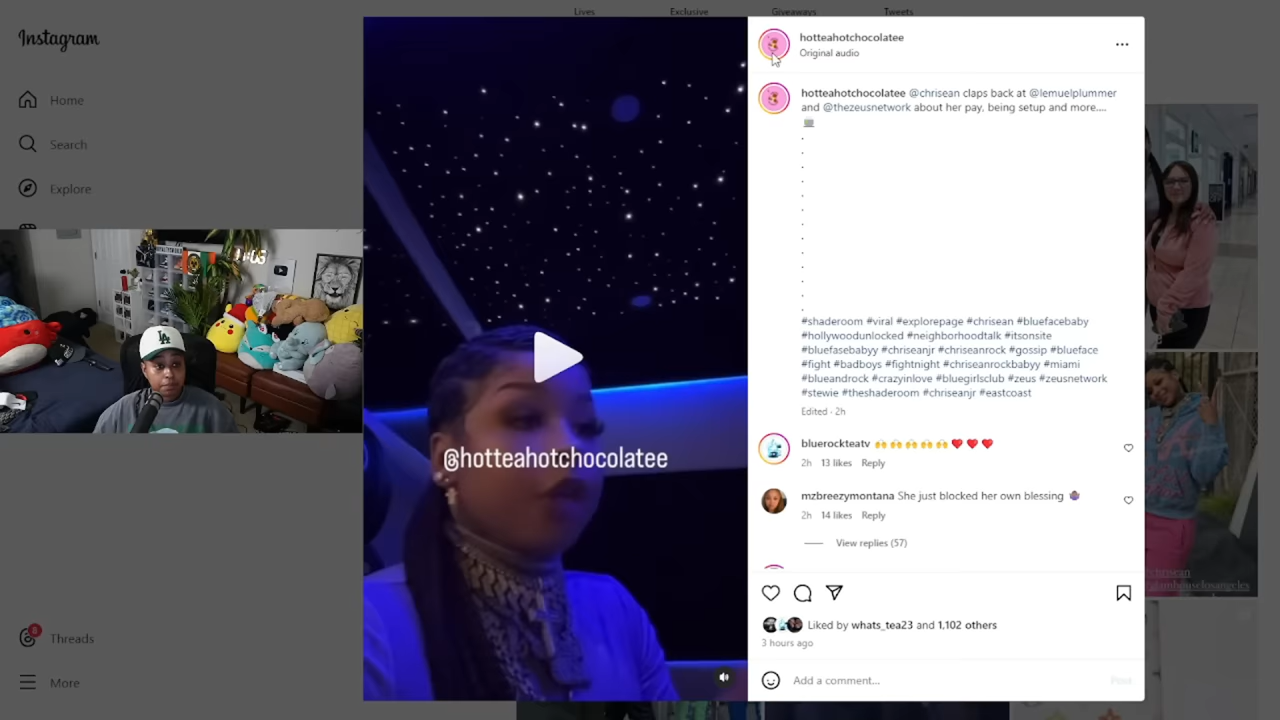 Lives
Exclusive
Giveaways
Tweets
Instagram
Home
Search
Explore
Threads
More
8
LA
@hotteahotchocolatee
hotteahotchocolatee
Original audio
hotteahotchocolatee @chrisean claps back at @lemuelplummer
and @thezeusnetwork about her pay, being setup and more....
.
.
.
.
.
.
.
.
.
.
.
.
.
#shaderoom #viral #explorepage #chrisean #bluefacebaby
#hollywoodunlocked #neighborhoodtalk #itsonsite
#bluefasebabyy #chriseanjr #chriseanrock #gossip #blueface
#fight #badboys #fightnight #chriseanrockbabyy #miami
#blueandrock #crazyinlove #bluegirlsclub #zeus #zeusnetwork
#stewie #theshaderoom #chriseanjr #eastcoast
Edited · 2h
bluerockteatv 🙌🙌🙌🙌🙌❤️❤️❤️
2h 13 likes Reply
mzbreezymontana She just blocked her own blessing 🤷🏾‍♀️
2h 14 likes Reply
View replies (57)
Liked by whats_tea23 and 1,102 others
3 hours ago
Add a comment...
Post
@chrisean
@glamhouselosangeles